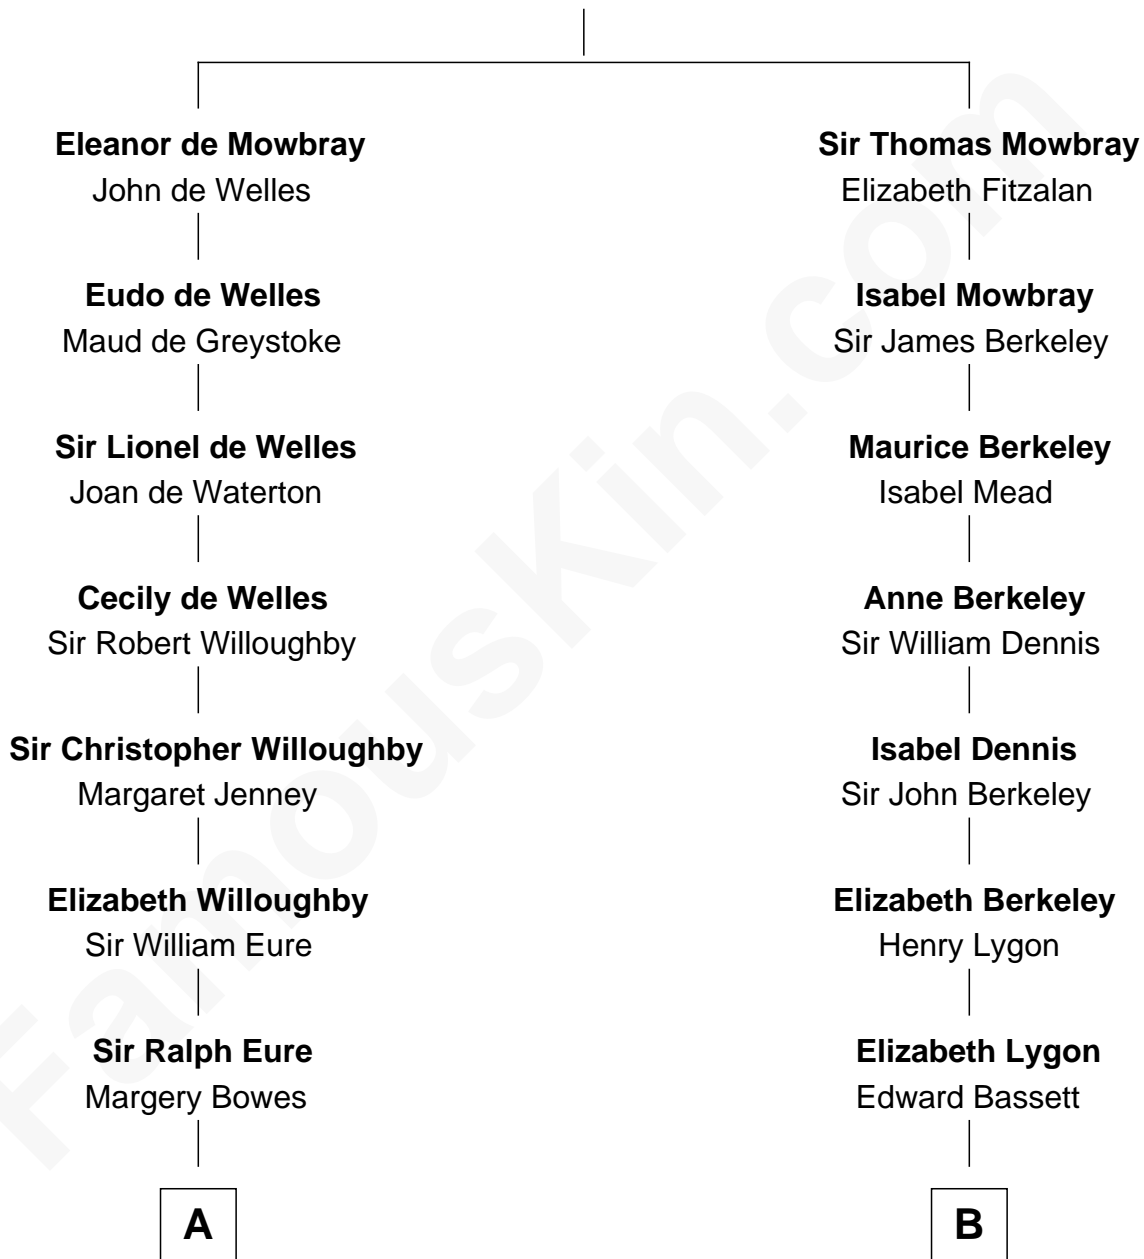 Eleanor de Mowbray
John de Welles
Eudo de Welles
Maud de Greystoke
Sir Lionel de Welles
Joan de Waterton
Cecily de Welles
Sir Robert Willoughby
Sir Christopher Willoughby
Margaret Jenney
Elizabeth Willoughby
Sir William Eure
Sir Ralph Eure
Margery Bowes
A
Sir Thomas Mowbray
Elizabeth Fitzalan
Isabel Mowbray
Sir James Berkeley
Maurice Berkeley
Isabel Mead
Anne Berkeley
Sir William Dennis
Isabel Dennis
Sir John Berkeley
Elizabeth Berkeley
Henry Lygon
Elizabeth Lygon
Edward Bassett
B
FamousKin.com